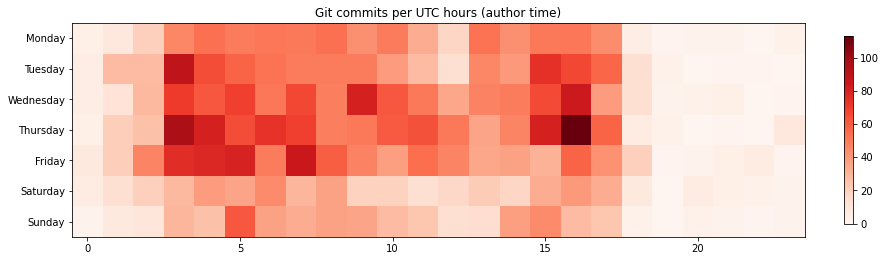 Git commits per UTC hours (author time)
Monday
Tuesday
Wednesday
Thursday
Friday
Saturday
Sunday
0 5 10 15 20
100
80
60
40
20
0